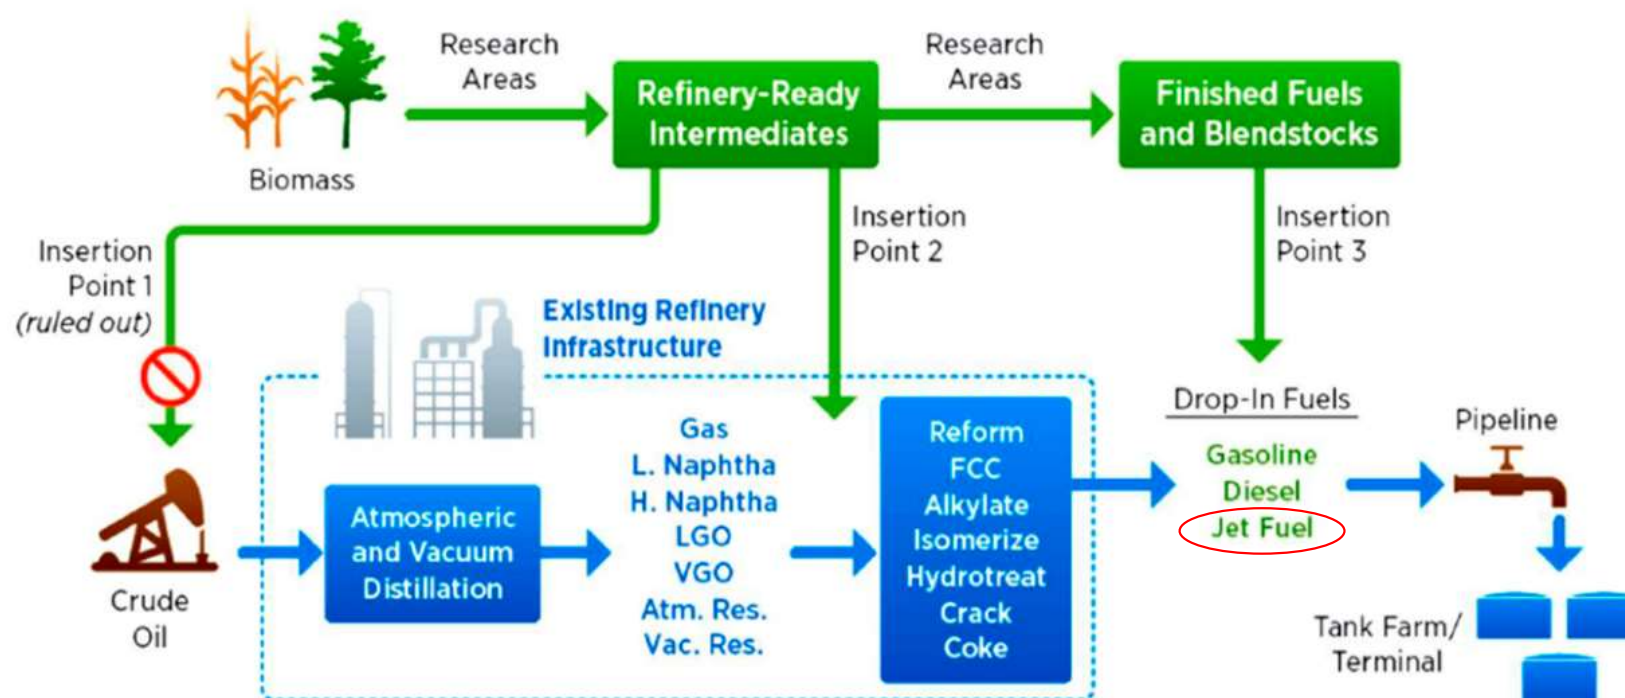 Research
Areas
Research
Areas
Refinery-Ready
Intermediates
Finished Fuels
and Blendstocks
Biomass
Insertion
Point 1
(ruled out)
Insertion
Point 2
Insertion
Point 3
Existing Refinery
Infrastructure
Drop-In Fuels
Gasoline
Diesel
Jet Fuel
Pipeline
Gas
L. Naphtha
H. Naphtha
LGO
VGO
Atm. Res.
Vac. Res.
Reform
FCC
Alkylate
Isomerize
Hydrotreat
Crack
Coke
Atmospheric
and Vacuum
Distillation
Crude
Oil
Tank Farm/
Terminal